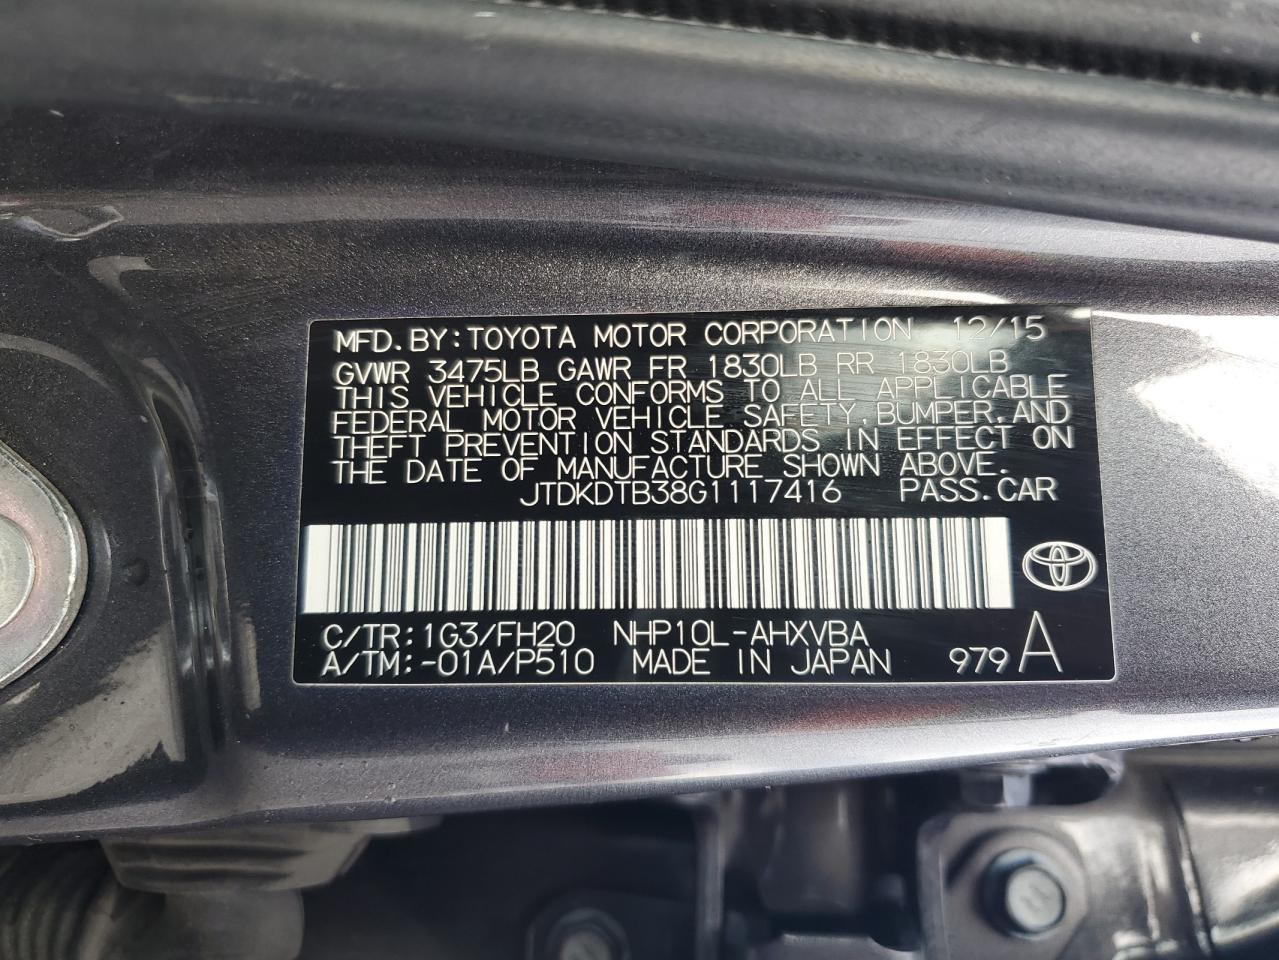 MFD. BY: TOYOTA MOTOR CORPORATION 12/15
GVWR 3475LB GAWR FR 1830LB RR 1830LB
THIS VEHICLE CONFORMS TO ALL APPLICABLE
FEDERAL MOTOR VEHICLE SAFETY, BUMPER, AND
THEFT PREVENTION STANDARDS IN EFFECT ON
THE DATE OF MANUFACTURE SHOWN ABOVE.
JTDKDTB38G1117416 PASS. CAR
C/TR: 1G3/FH20 NHP10L-AHXVBA
A/TM: -01A/P510 MADE IN JAPAN 979 A